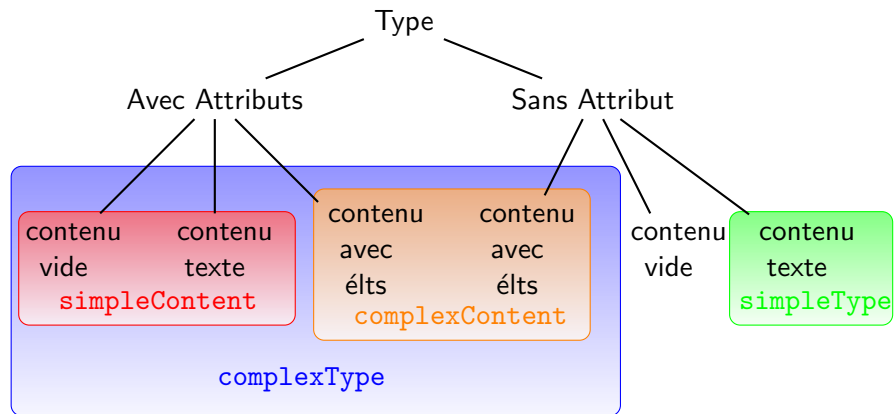 Type
Avec Attributs
Sans Attribut
contenu
vide
contenu
texte
simpleContent
contenu
avec
élts
contenu
avec
élts
complexContent
contenu
vide
contenu
texte
simpleType
complexType